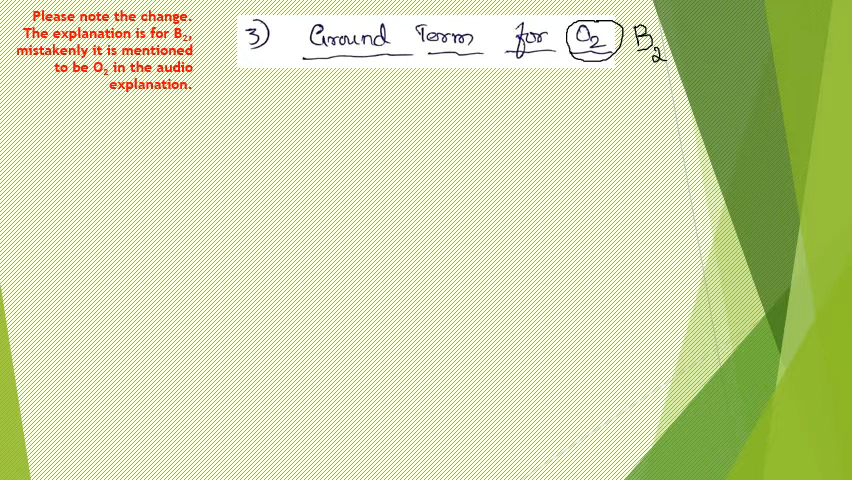 Please note the change.
The explanation is for B₂,
mistakenly it is mentioned
to be O₂ in the audio
explanation.
3) Ground Term for O₂ B₂